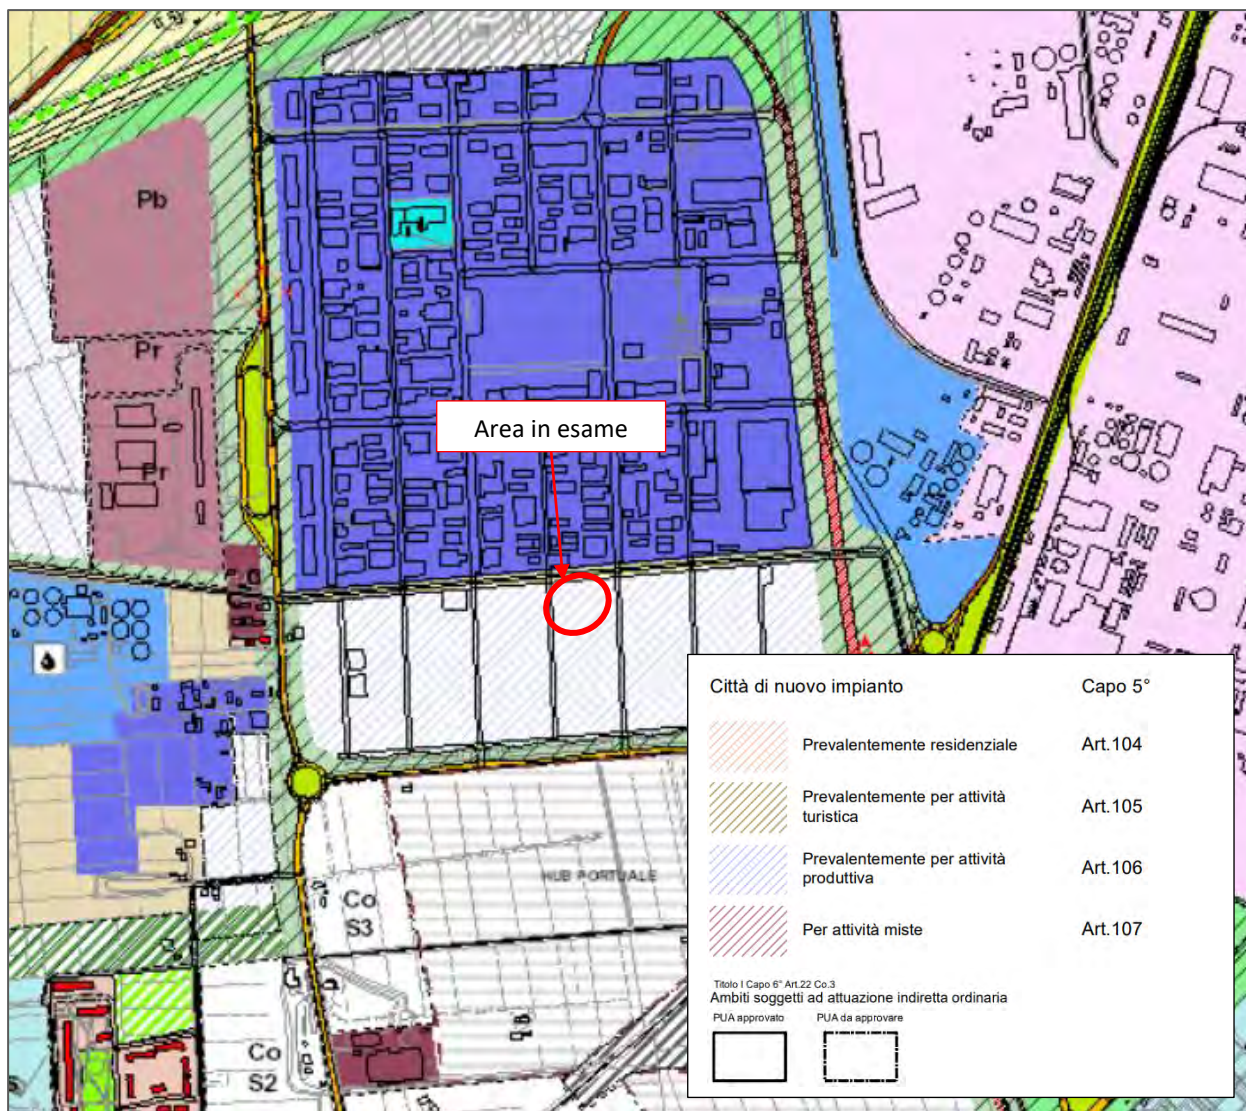 Pb
Pr
Pr
Area in esame
HUB PORTUALE
Co
S3
Co
S2
S
Città di nuovo impianto Capo 5°
Prevalentemente residenziale Art.104
Prevalentemente per attività
turistica Art.105
Prevalentemente per attività
produttiva Art.106
Per attività miste Art.107
Titolo I Capo 6° Art.22 Co.3
Ambiti soggetti ad attuazione indiretta ordinaria
PUA approvato PUA da approvare